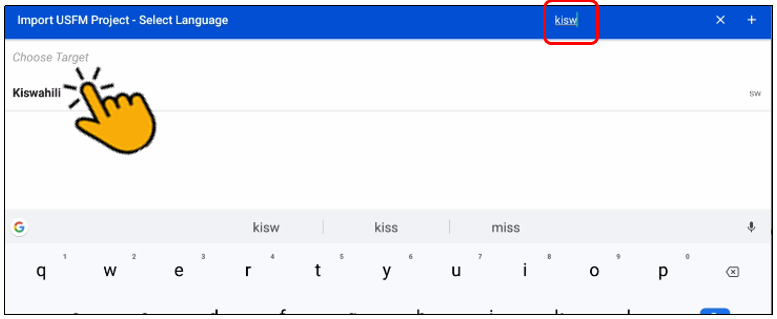 Import USFM Project - Select Language kisw × +
Choose Target
Kiswahili sw
G kisw kiss miss
1 2 3 4 5 6 7 8 9 0
q w e r t y u i o p